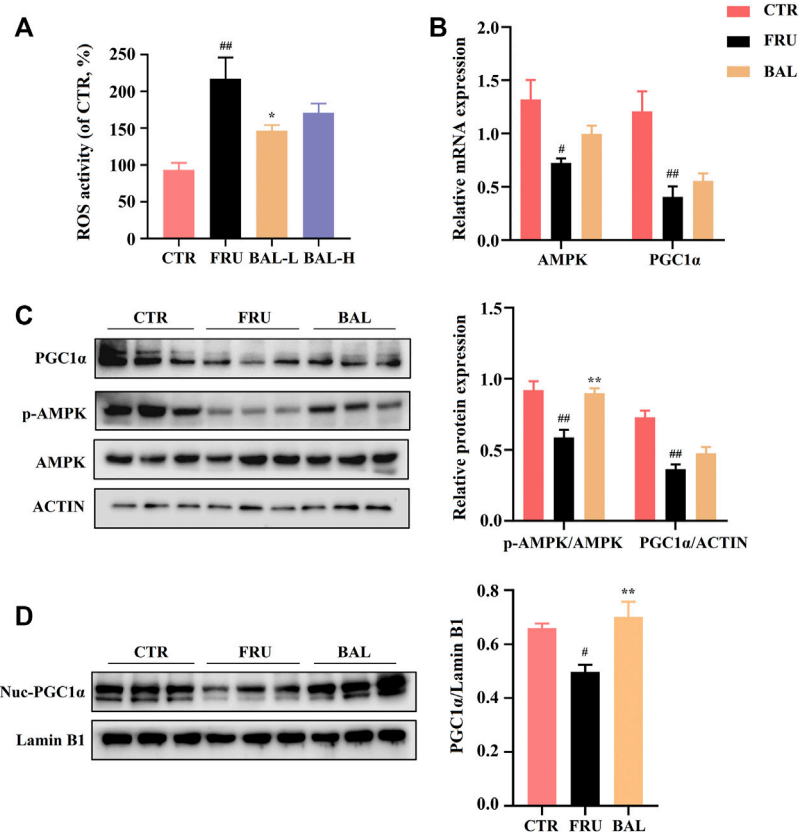 A
ROS activity (of CTR, %)
250
200
150
100
50
0
##
*
CTR FRU BAL-L BAL-H
B
CTR
FRU
BAL
Relative mRNA expression
2.0
1.5
1.0
0.5
0.0
#
##
AMPK PGC1α
C
CTR FRU BAL
PGC1α
p-AMPK
AMPK
ACTIN
Relative protein expression
1.5
1.0
0.5
0.0
##
**
##
p-AMPK/AMPK PGC1α/ACTIN
D
CTR FRU BAL
Nuc-PGC1α
Lamin B1
PGC1α/Lamin B1
0.8
0.6
0.4
0.2
0.0
#
**
CTR FRU BAL